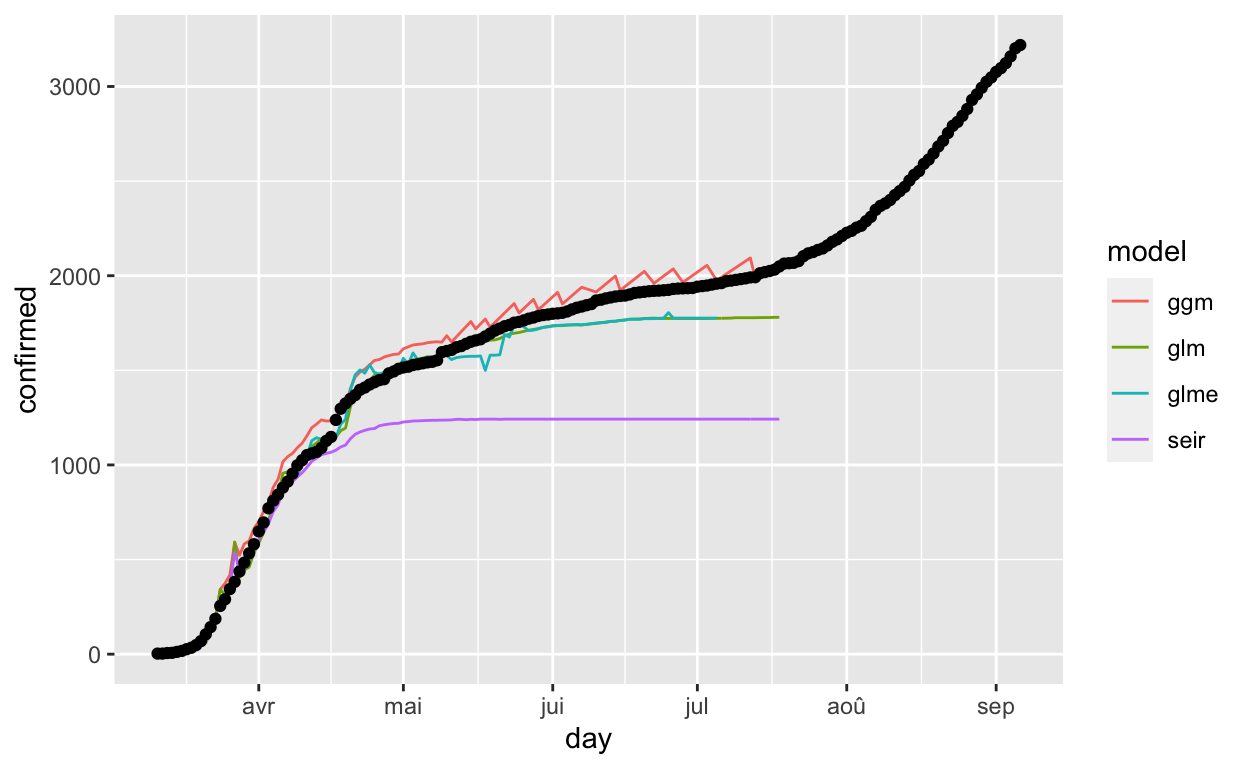 confirmed
3000
2000
1000
0
avr mai jui jul aoû sep
day
model
ggm
glm
glme
seir